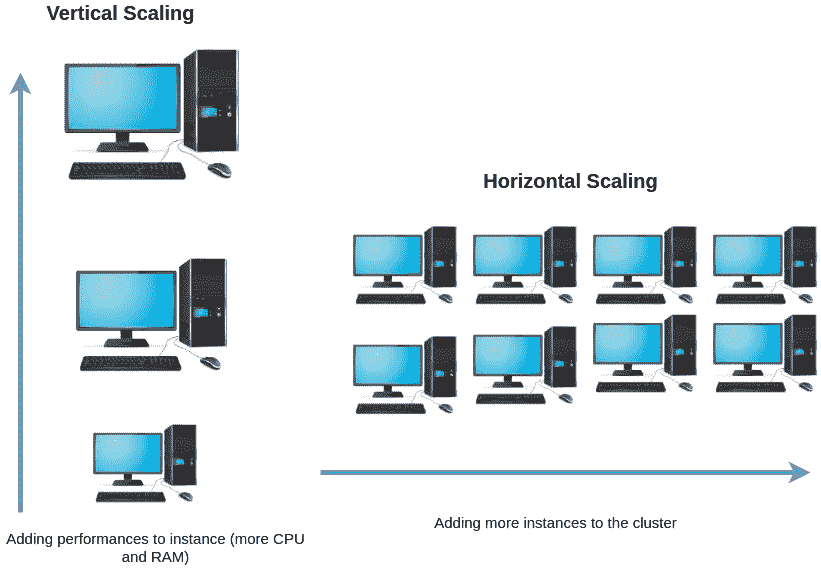 Vertical Scaling
Horizontal Scaling
Adding performances to instance (more CPU
and RAM)
Adding more instances to the cluster